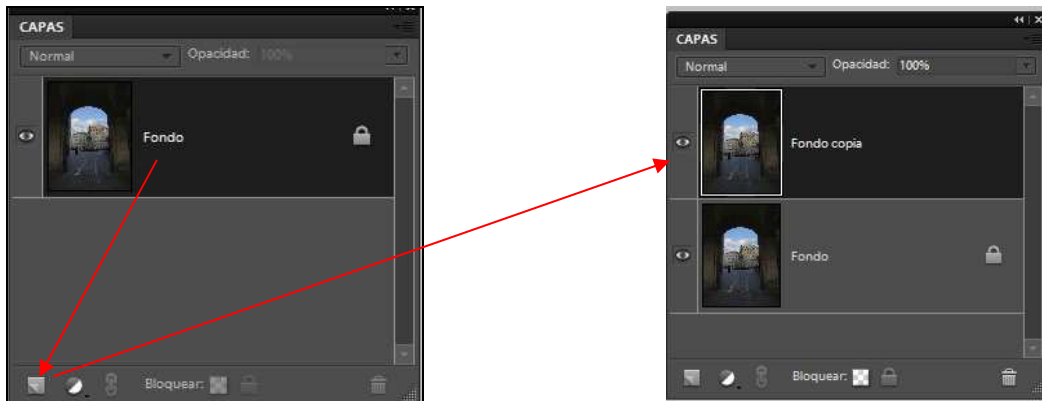 CAPAS
Normal Opacidad: 100%
Fondo
Bloquear:
CAPAS
Normal Opacidad: 100%
Fondo copia
Fondo
Bloquear: